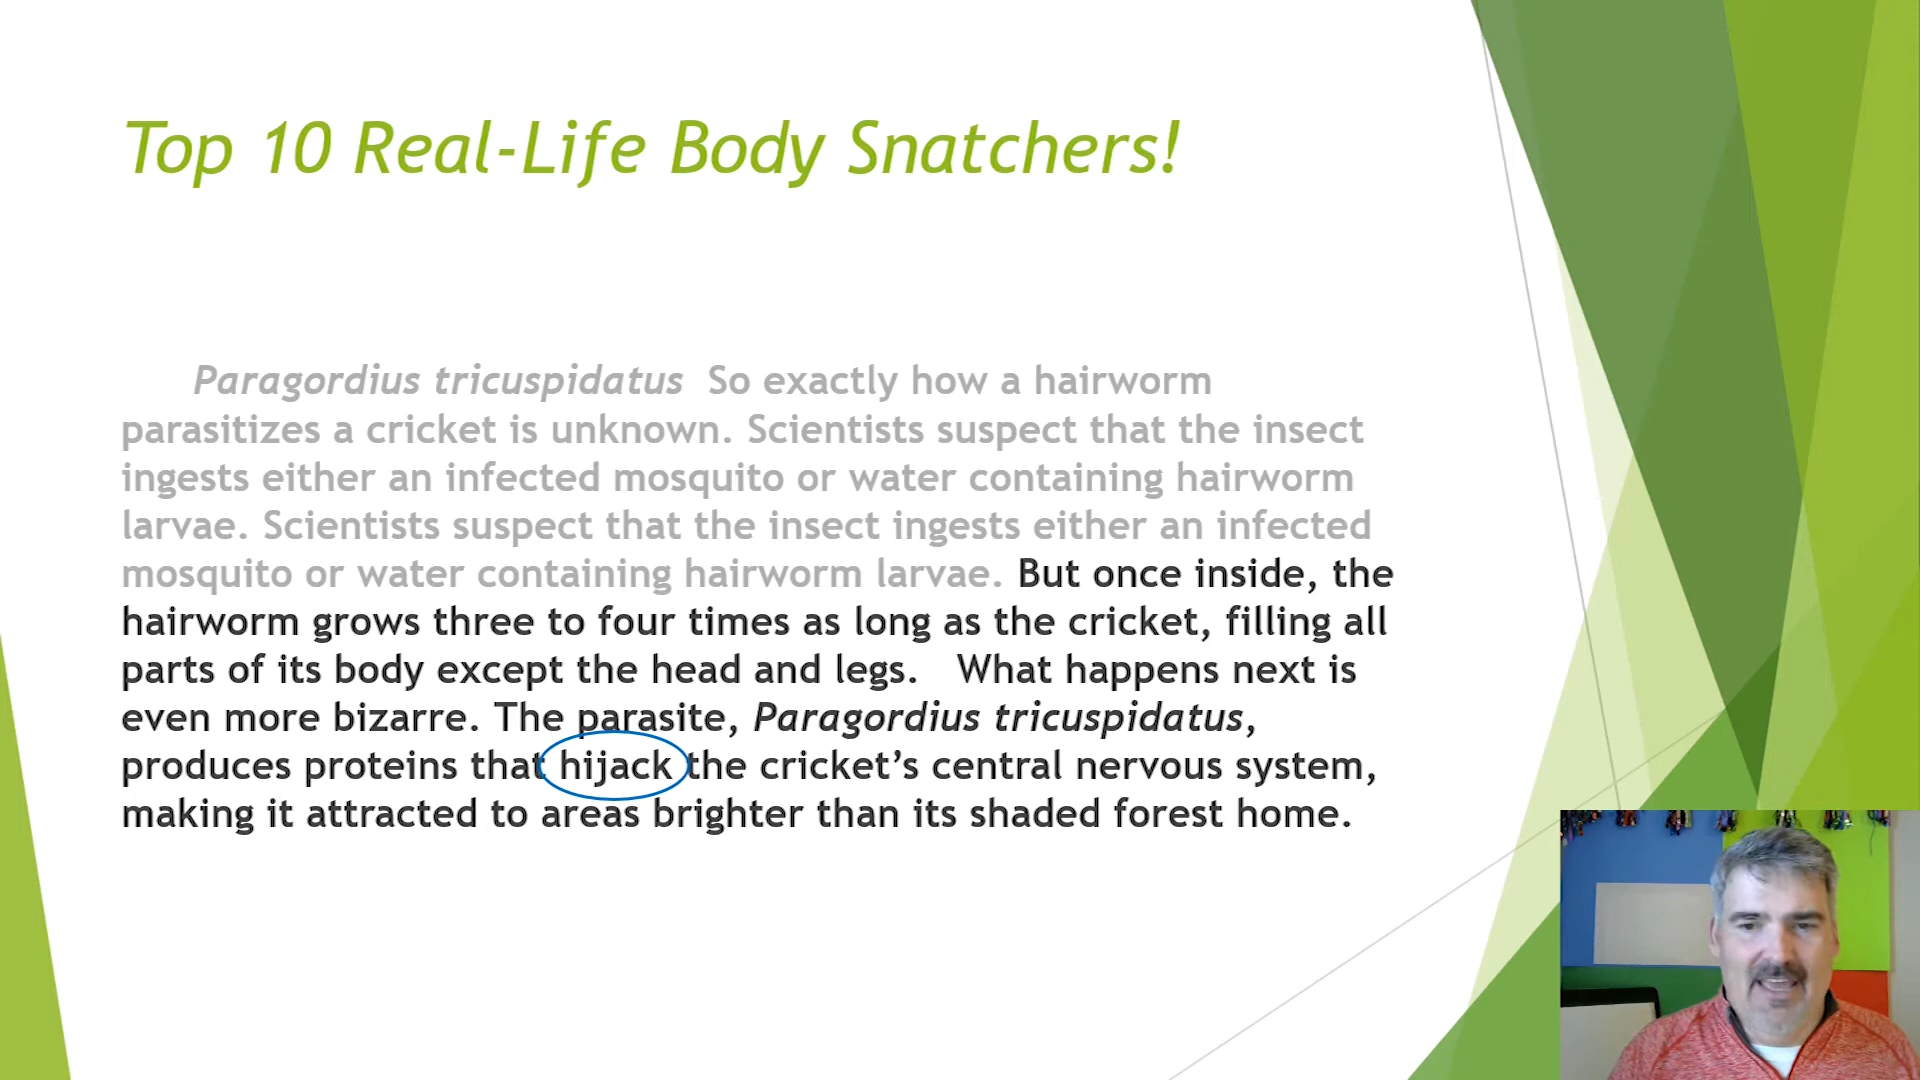 Top 10 Real-Life Body Snatchers!
Paragordius tricuspidatus So exactly how a hairworm
parasitizes a cricket is unknown. Scientists suspect that the insect
ingests either an infected mosquito or water containing hairworm
larvae. Scientists suspect that the insect ingests either an infected
mosquito or water containing hairworm larvae. But once inside, the
hairworm grows three to four times as long as the cricket, filling all
parts of its body except the head and legs. What happens next is
even more bizarre. The parasite, Paragordius tricuspidatus,
produces proteins that hijack the cricket’s central nervous system,
making it attracted to areas brighter than its shaded forest home.